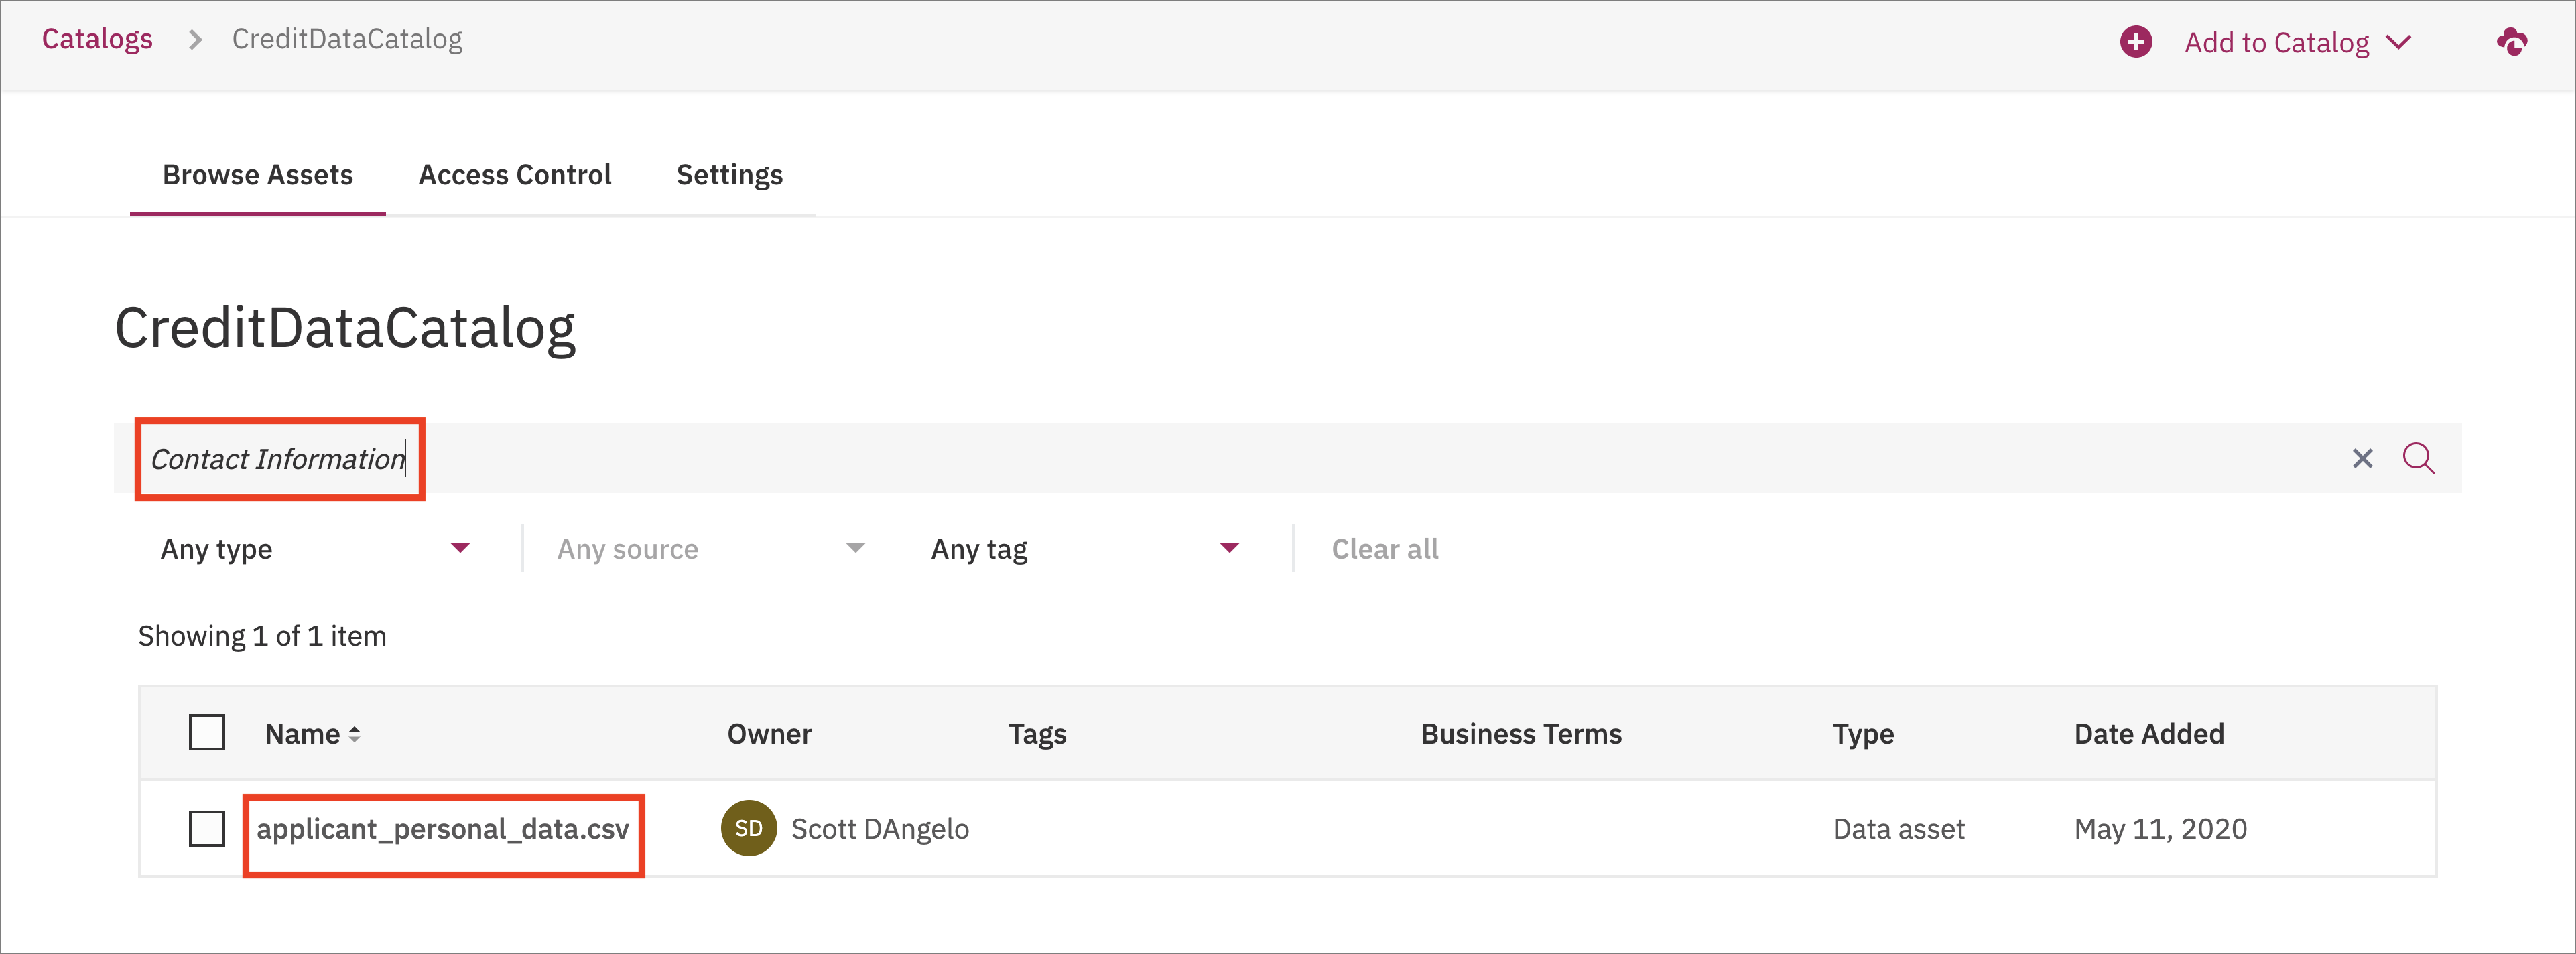 Catalogs > CreditDataCatalog Add to Catalog
Browse Assets Access Control Settings
CreditDataCatalog
Contact Information
Any type Any source Any tag Clear all
Showing 1 of 1 item
Name Owner Tags Business Terms Type Date Added
applicant_personal_data.csv SD Scott DAngelo Data asset May 11, 2020